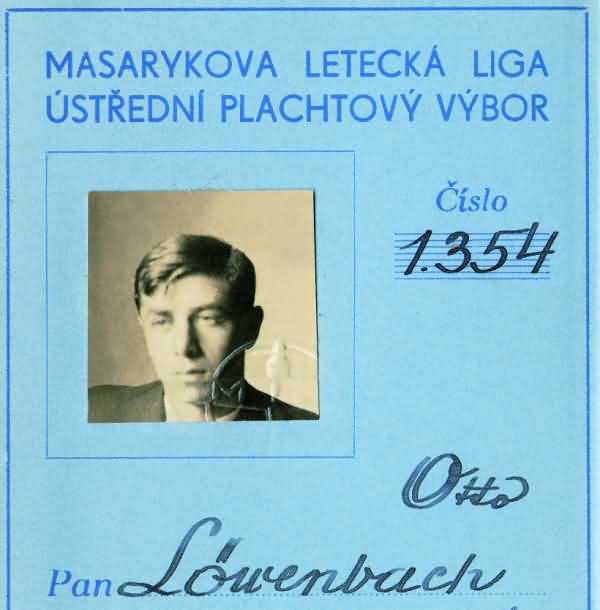 MASARYKOVA LETECKÁ LIGA
ÚSTŘEDNÍ PLACHTOVÝ VÝBOR
Číslo
1.354
Otto
Pan Löwenbach